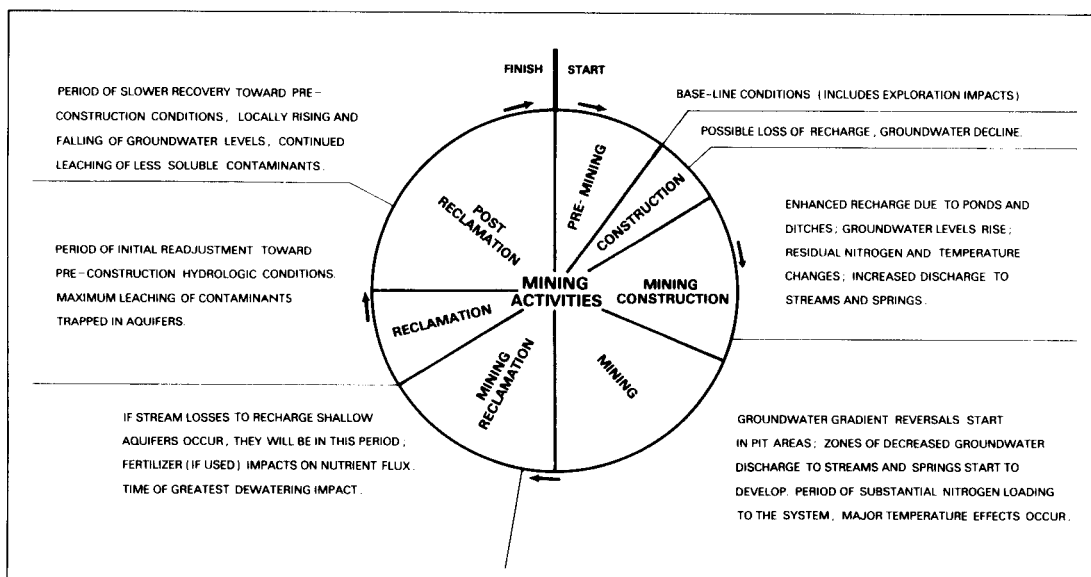 FINISH START
BASE-LINE CONDITIONS (INCLUDES EXPLORATION IMPACTS)
POSSIBLE LOSS OF RECHARGE, GROUNDWATER DECLINE.
ENHANCED RECHARGE DUE TO PONDS AND
DITCHES; GROUNDWATER LEVELS RISE;
RESIDUAL NITROGEN AND TEMPERATURE
CHANGES; INCREASED DISCHARGE TO
STREAMS AND SPRINGS.
GROUNDWATER GRADIENT REVERSALS START
IN PIT AREAS; ZONES OF DECREASED GROUNDWATER
DISCHARGE TO STREAMS AND SPRINGS START TO
DEVELOP. PERIOD OF SUBSTANTIAL NITROGEN LOADING
TO THE SYSTEM, MAJOR TEMPERATURE EFFECTS OCCUR.
IF STREAM LOSSES TO RECHARGE SHALLOW
AQUIFERS OCCUR, THEY WILL BE IN THIS PERIOD;
FERTILIZER (IF USED) IMPACTS ON NUTRIENT FLUX.
TIME OF GREATEST DEWATERING IMPACT.
PERIOD OF INITIAL READJUSTMENT TOWARD
PRE-CONSTRUCTION HYDROLOGIC CONDITIONS.
MAXIMUM LEACHING OF CONTAMINANTS
TRAPPED IN AQUIFERS.
PERIOD OF SLOWER RECOVERY TOWARD PRE-
CONSTRUCTION CONDITIONS, LOCALLY RISING AND
FALLING OF GROUNDWATER LEVELS, CONTINUED
LEACHING OF LESS SOLUBLE CONTAMINANTS.
PRE-MINING
CONSTRUCTION
MINING
CONSTRUCTION
MINING
MINING
RECLAMATION
RECLAMATION
POST
RECLAMATION
MINING
ACTIVITIES